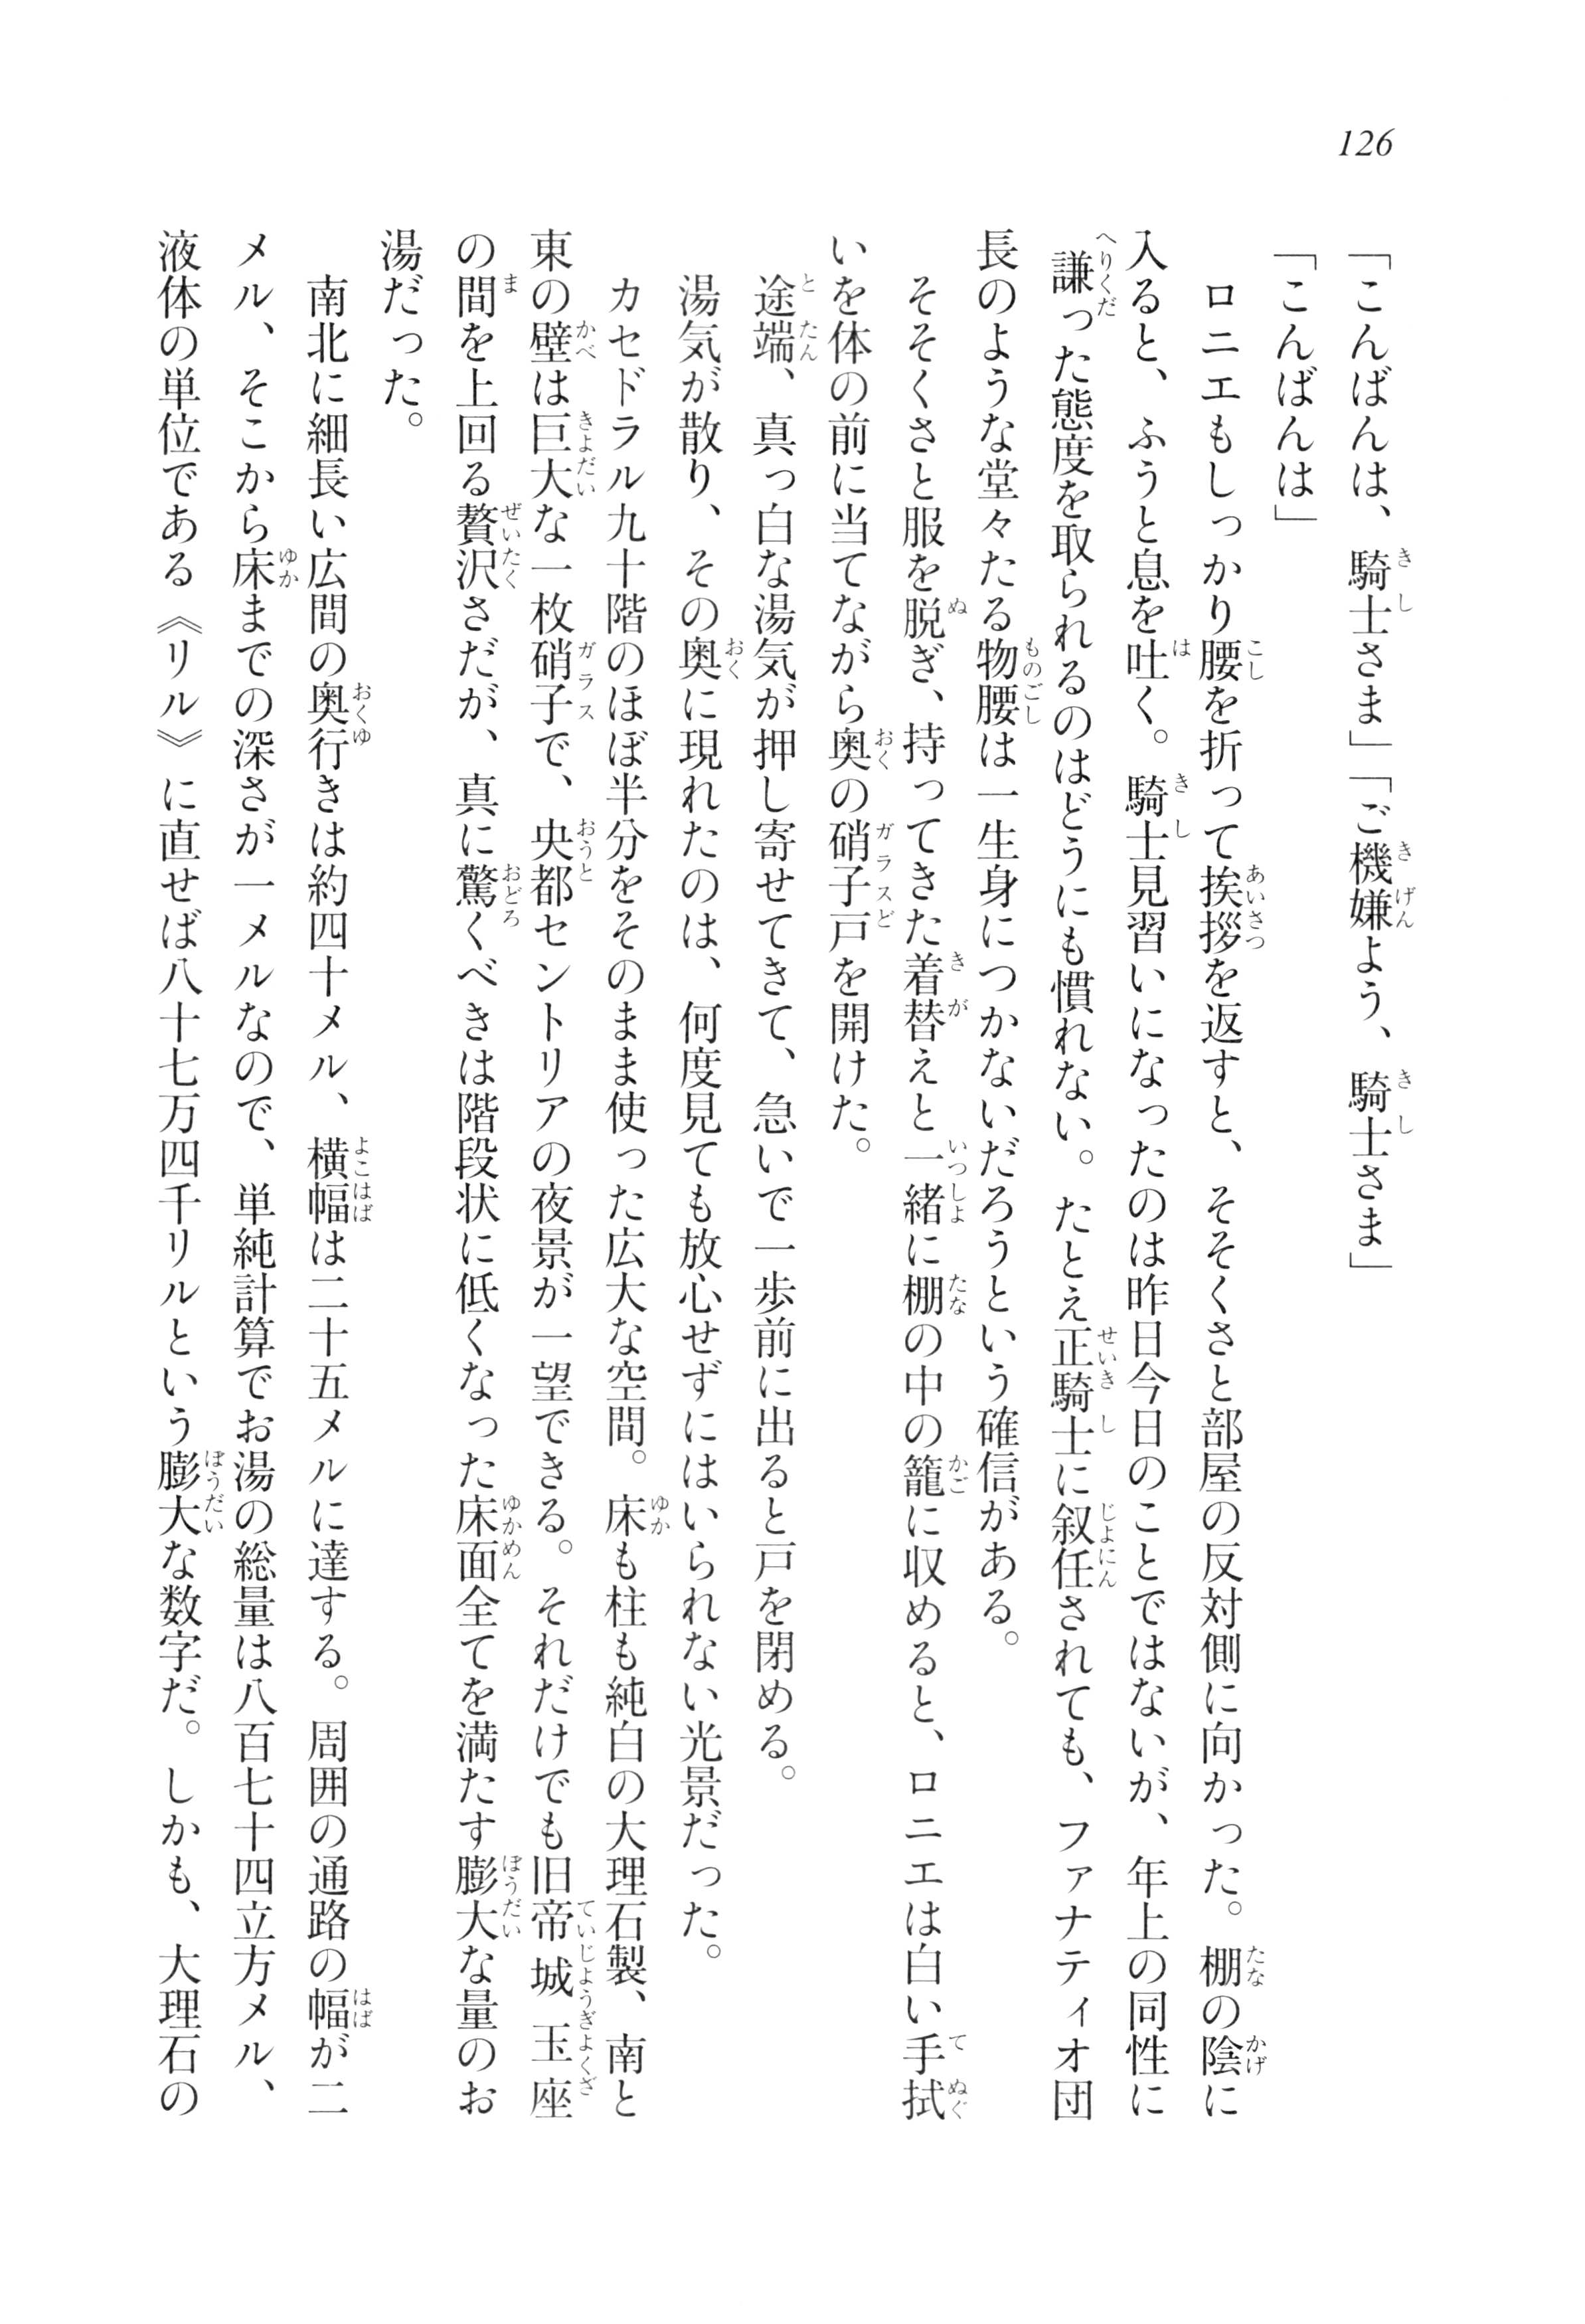 126
「こんばんは、騎士さま」「ご機嫌よう、騎士さま」
「こんばんは」
ロニエもしっかり腰を折って挨拶を返すと、そそくさと部屋の反対側に向かった。棚の陰に
入ると、ふうと息を吐く。騎士見習いになったのは昨日今日のことではないが、年上の同性に
謙った態度を取られるのはどうにも慣れない。たとえ正騎士に叙任されても、ファナティオ団
長のような堂々たる物腰は一生身につかないだろうという確信がある。
そそくさと服を脱ぎ、持ってきた着替えと一緒に棚の中の籠に収めると、ロニエは白い手拭
いを体の前に当てながら奥の硝子戸を開けた。
途端、真っ白な湯気が押し寄せてきて、急いで一歩前に出ると戸を閉める。
湯気が散り、その奥に現れたのは、何度見ても放心せずにはいられない光景だった。
カセドラル九十階のほぼ半分をそのまま使った広大な空間。床も柱も純白の大理石製、南と
東の壁は巨大な一枚硝子で、央都セントリアの夜景が一望できる。それだけでも旧帝城玉座
の間を上回る贅沢さだが、真に驚くべきは階段状に低くなった床面全てを満たす膨大な量のお
湯だった。
南北に細長い広間の奥行きは約四十メル、横幅は二十五メルに達する。周囲の通路の幅が二
メル、そこから床までの深さが一メルなので、単純計算でお湯の総量は八百七十四立方メル、
液体の単位である《リル》に直せば八十七万四千リルという膨大な数字だ。しかも、大理石の